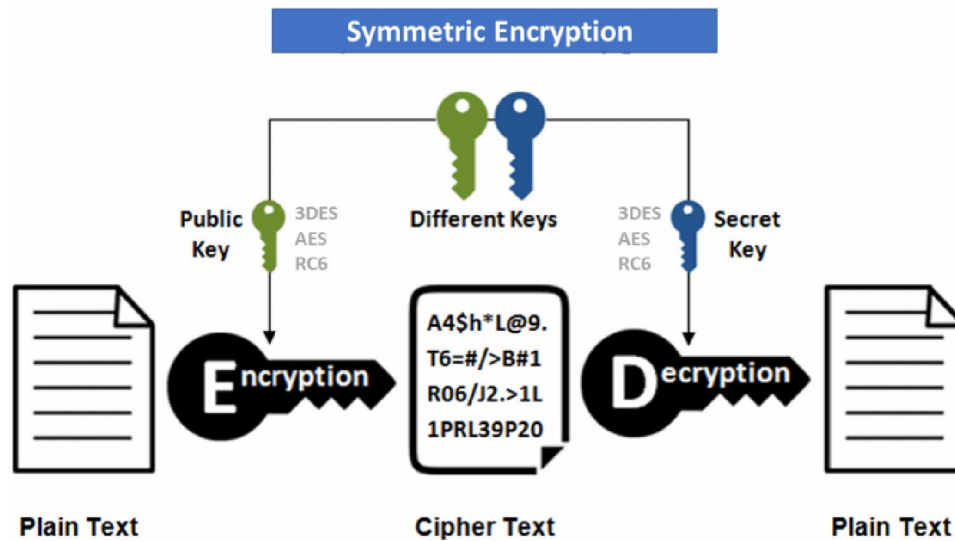 Symmetric Encryption
Public
Key
3DES
AES
RC6
Different Keys
3DES
AES
RC6
Secret
Key
A4$h*L@9.
T6=#/>B#1
R06/J2.>1L
1PRL39P20
Encryption
Decryption
Plain Text
Cipher Text
Plain Text